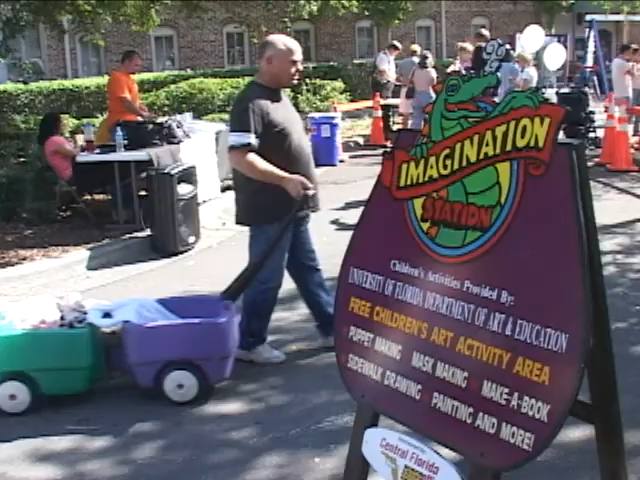 IMAGINATION
STATION
Children's Activities Provided By:
UNIVERSITY OF FLORIDA DEPARTMENT OF ART & EDUCATION
FREE CHILDREN'S ART ACTIVITY AREA
PUPPET MAKING MASK MAKING MAKE-A-BOOK
SIDEWALK DRAWING PAINTING AND MORE!
Central Florida